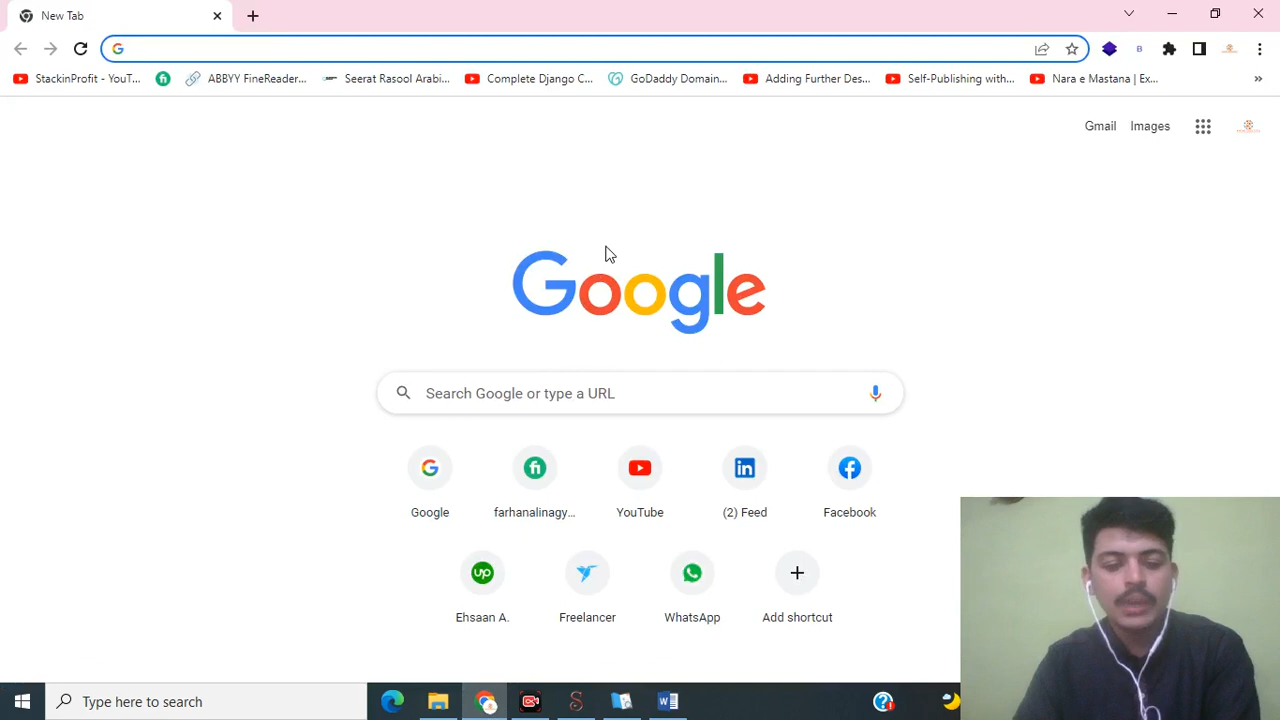 New Tab
StackinProfit - YouT...
ABBYY FineReader...
Seerat Rasool Arabi...
Complete Django C...
GoDaddy Domain...
Adding Further Des...
Self-Publishing with...
Nara e Mastana | Ex...
»
Gmail
Images
Google
Search Google or type a URL
Google
farhanalinagy...
YouTube
(2) Feed
Facebook
Ehsaan A.
Freelancer
WhatsApp
Add shortcut
Type here to search